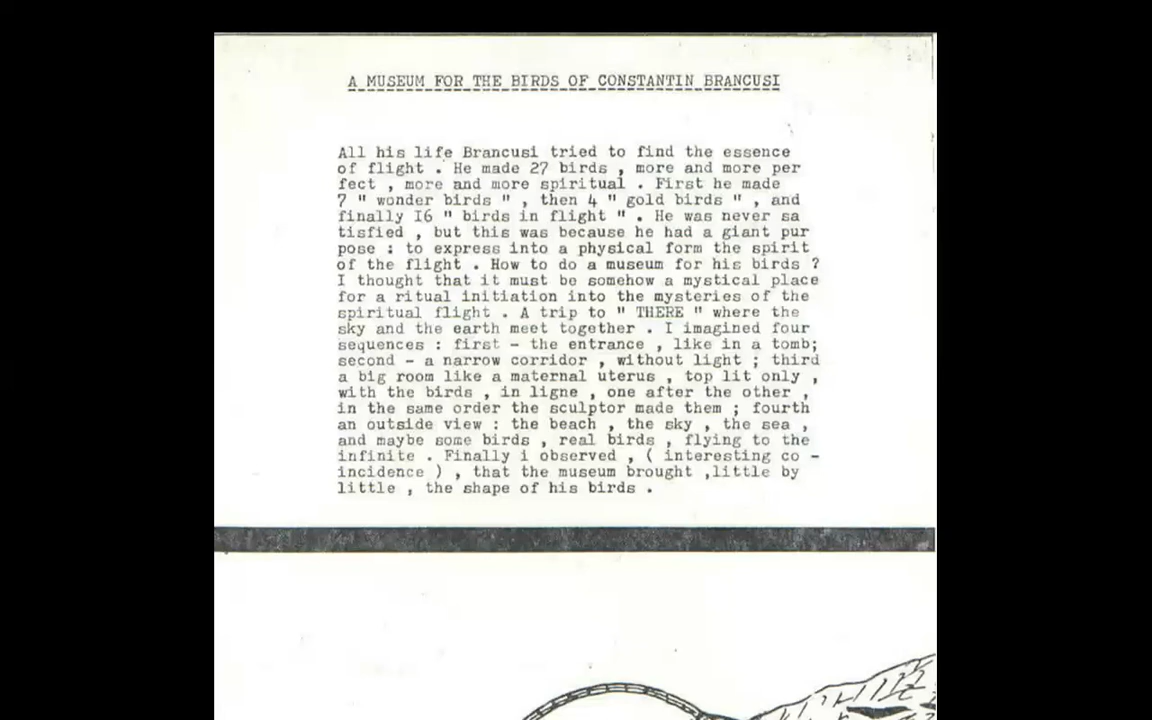 A MUSEUM FOR THE BIRDS OF CONSTANTIN BRANCUSI
All his life Brancusi tried to find the essence
of flight . He made 27 birds , more and more per
fect , more and more spiritual . First he made
7 " wonder birds " , then 4 " gold birds " , and
finally I6 " birds in flight " . He was never sa
tisfied , but this was because he had a giant pur
pose : to express into a physical form the spirit
of the flight . How to do a museum for his birds ?
I thought that it must be somehow a mystical place
for a ritual initiation into the mysteries of the
spiritual flight . A trip to " THERE " where the
sky and the earth meet together . I imagined four
sequences : first - the entrance , like in a tomb;
second - a narrow corridor , without light ; third
a big room like a maternal uterus , top lit only ,
with the birds , in ligne , one after the other ,
in the same order the sculptor made them ; fourth
an outside view : the beach , the sky , the sea ,
and maybe some birds , real birds , flying to the
infinite . Finally i observed , ( interesting co -
incidence ) , that the museum brought ,little by
little , the shape of his birds .